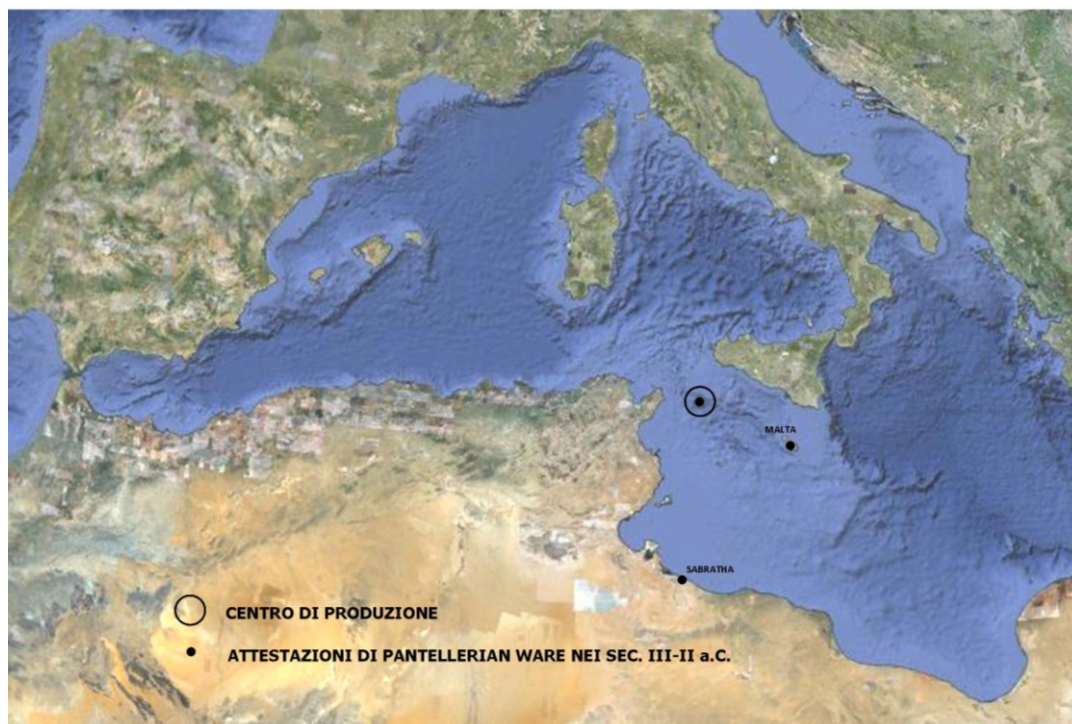 MALTA
SABRATHA
CENTRO DI PRODUZIONE
ATTESTAZIONI DI PANTELLERIAN WARE NEI SEC. III-II a.C.